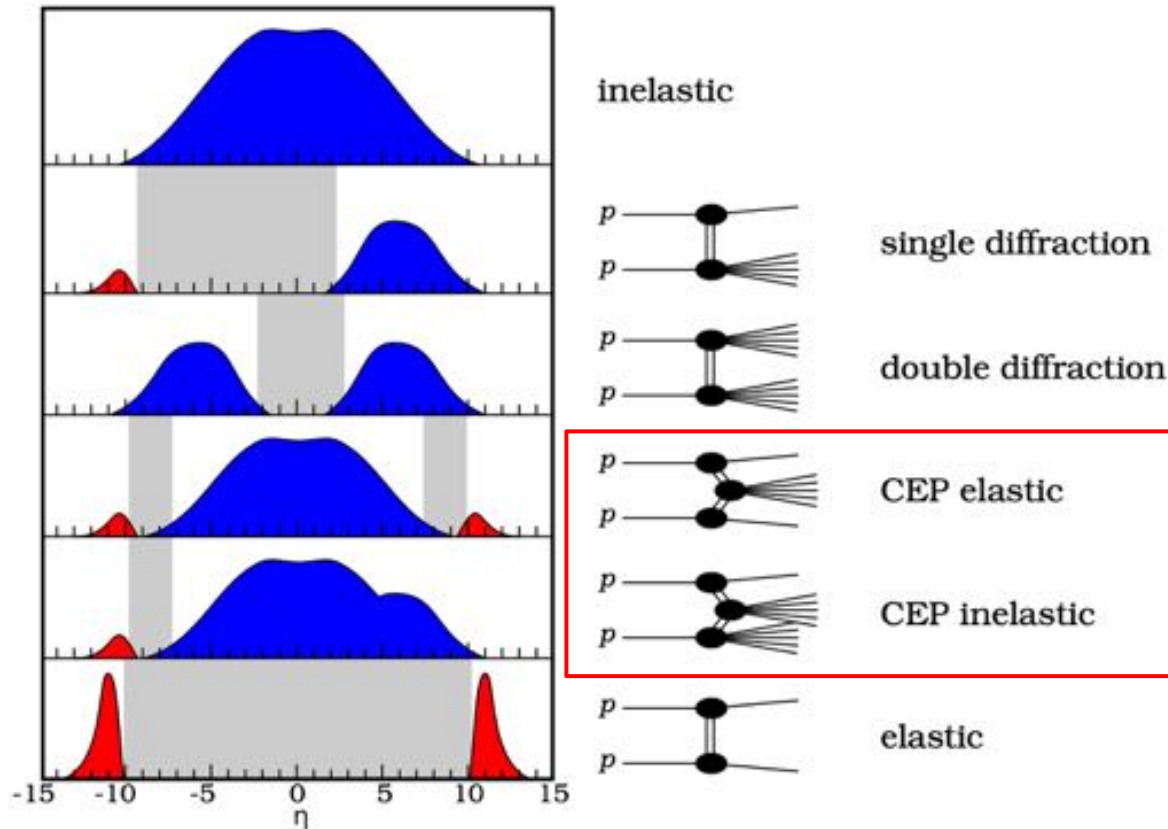 inelastic
p
p
single diffraction
p
p
double diffraction
p
p
CEP elastic
p
p
CEP inelastic
p
p
elastic
-15 -10 -5 0 5 10 15
η